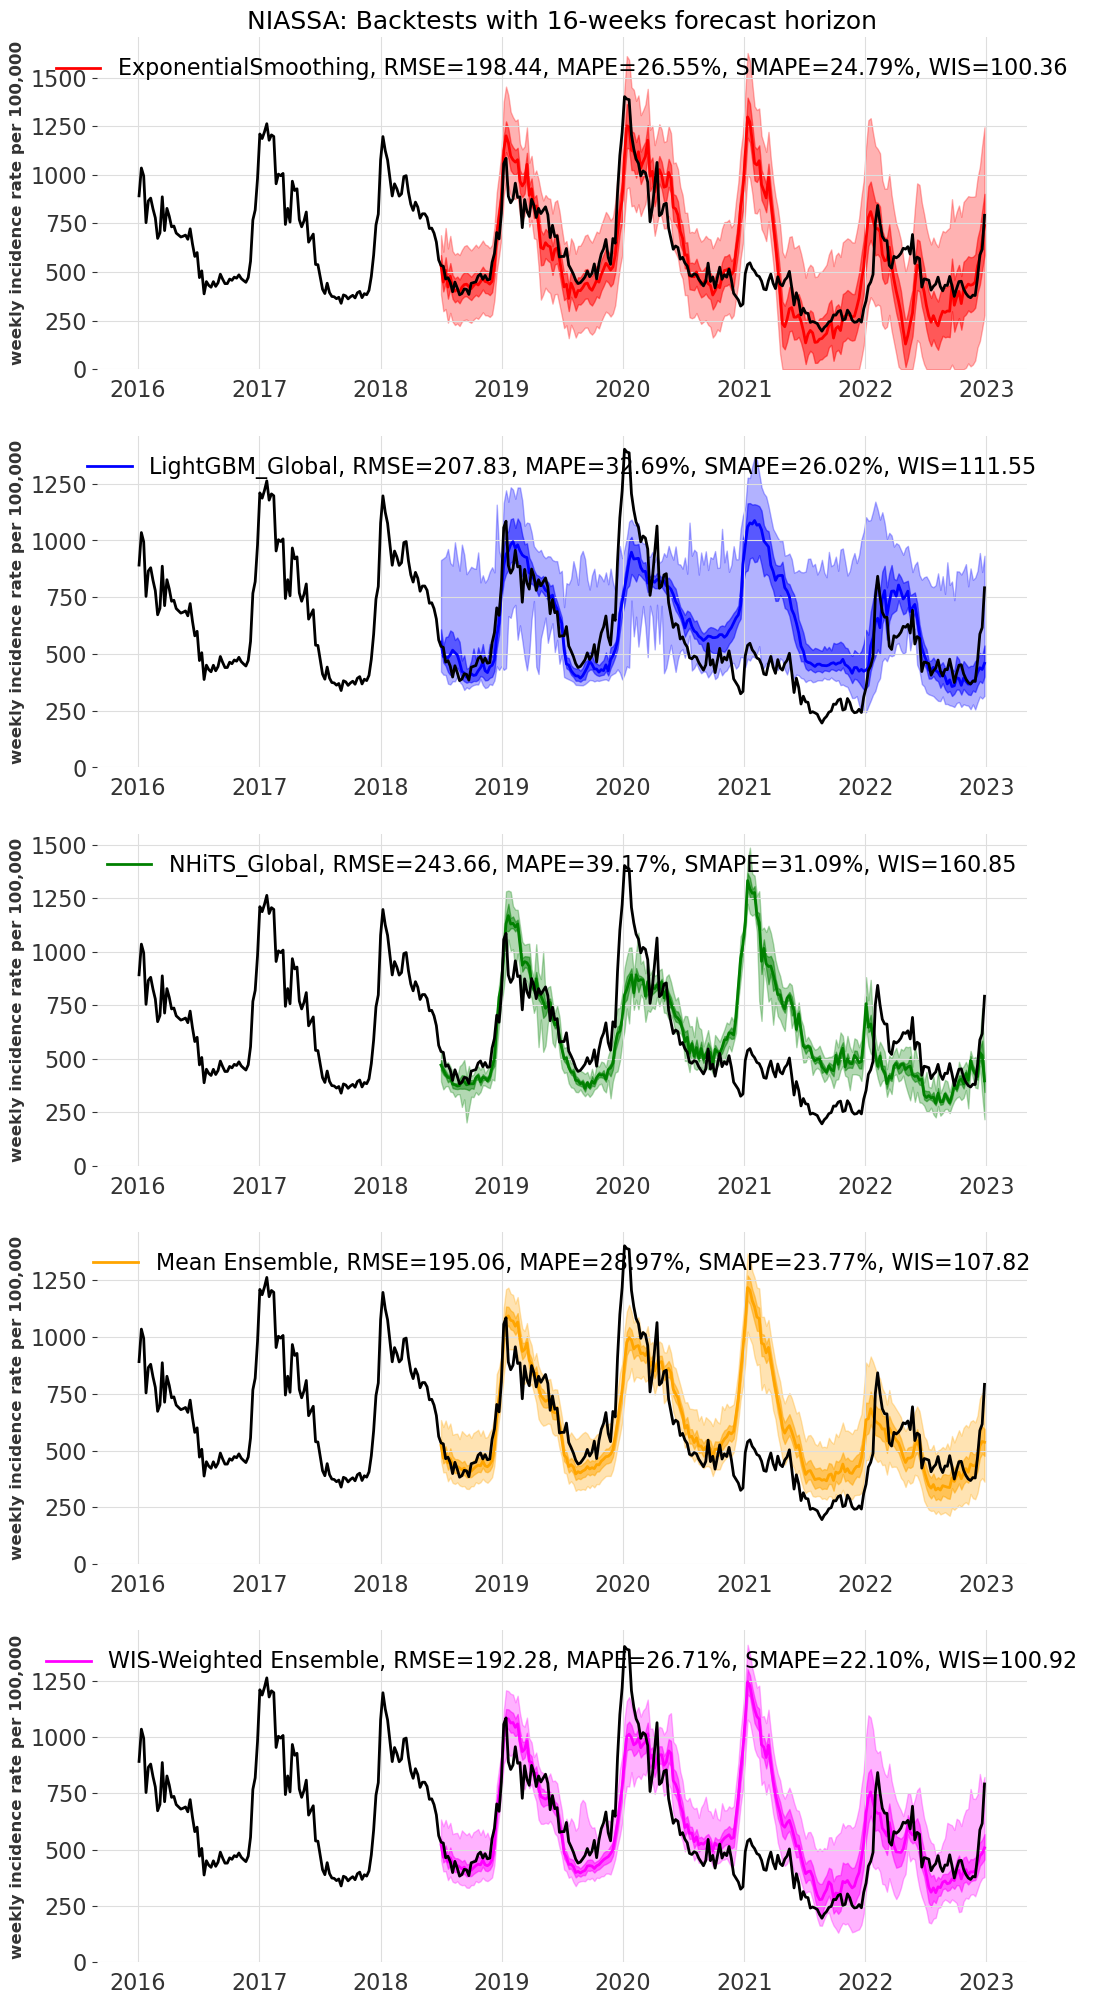 NIASSA: Backtests with 16-weeks forecast horizon
weekly incidence rate per 100,000
ExponentialSmoothing, RMSE=198.44, MAPE=26.55%, SMAPE=24.79%, WIS=100.36
1500
1250
1000
750
500
250
0
2016 2017 2018 2019 2020 2021 2022 2023
weekly incidence rate per 100,000
LightGBM_Global, RMSE=207.83, MAPE=32.69%, SMAPE=26.02%, WIS=111.55
1250
1000
750
500
250
0
2016 2017 2018 2019 2020 2021 2022 2023
weekly incidence rate per 100,000
1500
NHiTS_Global, RMSE=243.66, MAPE=39.17%, SMAPE=31.09%, WIS=160.85
1250
1000
750
500
250
0
2016 2017 2018 2019 2020 2021 2022 2023
weekly incidence rate per 100,000
Mean Ensemble, RMSE=195.06, MAPE=28.97%, SMAPE=23.77%, WIS=107.82
1250
1000
750
500
250
0
2016 2017 2018 2019 2020 2021 2022 2023
weekly incidence rate per 100,000
WIS-Weighted Ensemble, RMSE=192.28, MAPE=26.71%, SMAPE=22.10%, WIS=100.92
1250
1000
750
500
250
0
2016 2017 2018 2019 2020 2021 2022 2023